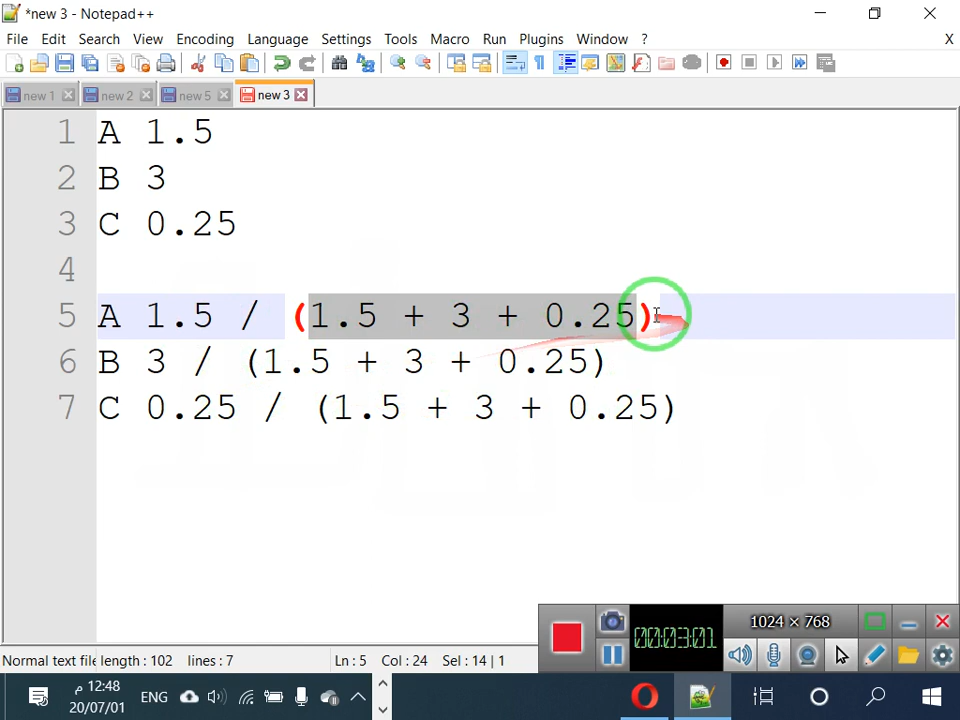 *new 3 - Notepad++
File Edit Search View Encoding Language Settings Tools Macro Run Plugins Window ? X
new 1 new 2 new 5 new 3
1 A 1.5
2 B 3
3 C 0.25
4
5 A 1.5 / (1.5 + 3 + 0.25)
6 B 3 / (1.5 + 3 + 0.25)
7 C 0.25 / (1.5 + 3 + 0.25)
00:03:01 1024 × 768
Normal text file length : 102 lines : 7 Ln : 5 Col : 24 Sel : 14 | 1
12:48 م ENG
20/07/01